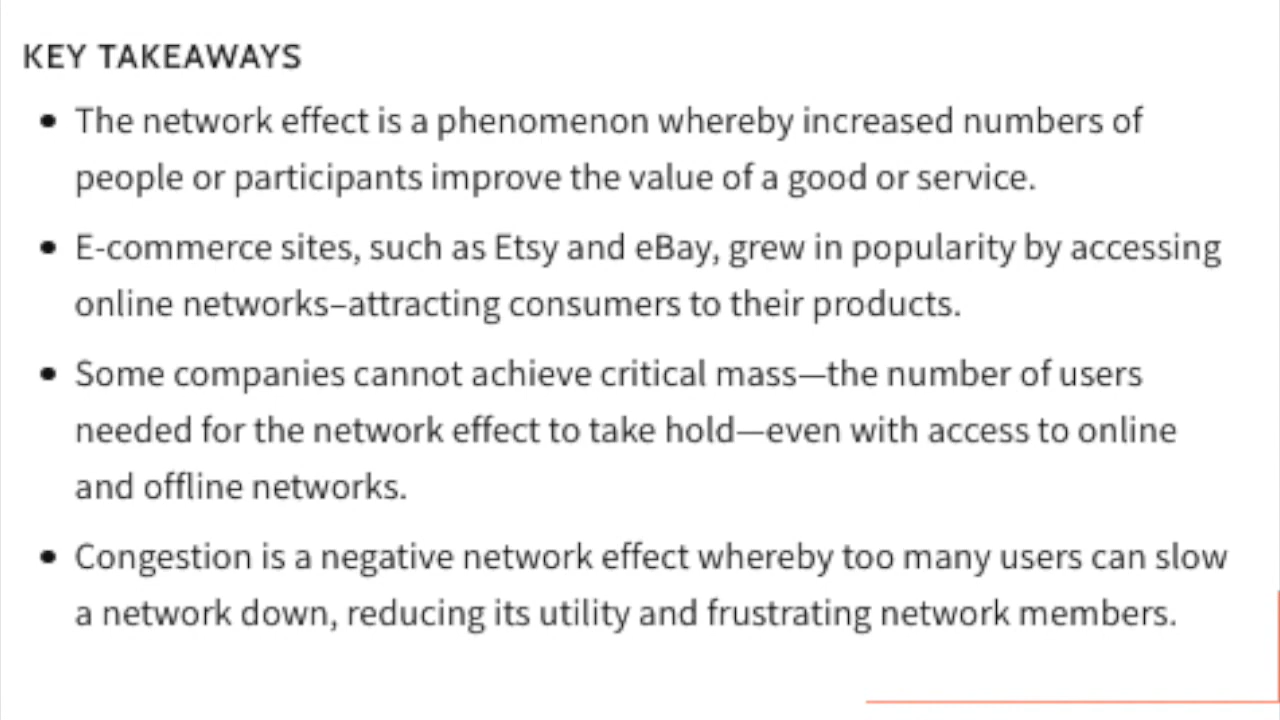 KEY TAKEAWAYS
• The network effect is a phenomenon whereby increased numbers of
people or participants improve the value of a good or service.
• E-commerce sites, such as Etsy and eBay, grew in popularity by accessing
online networks–attracting consumers to their products.
• Some companies cannot achieve critical mass—the number of users
needed for the network effect to take hold—even with access to online
and offline networks.
• Congestion is a negative network effect whereby too many users can slow
a network down, reducing its utility and frustrating network members.